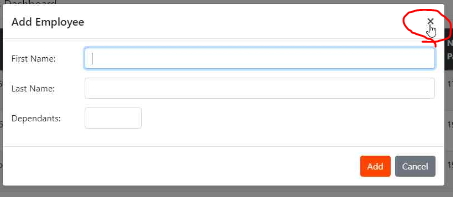 Dashboard
Add Employee ×
First Name:
Last Name:
Dependants:
Add Cancel